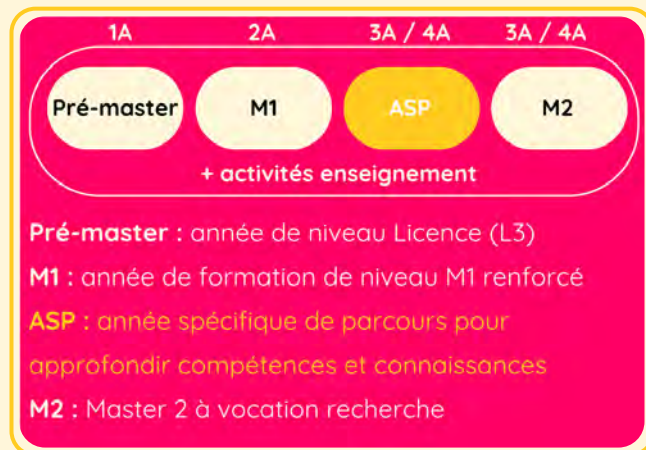 1A 2A 3A / 4A 3A / 4A
Pré-master M1 ASP M2
+ activités enseignement
Pré-master : année de niveau Licence (L3)
M1 : année de formation de niveau M1 renforcé
ASP : année spécifique de parcours pour
approfondir compétences et connaissances
M2 : Master 2 à vocation recherche